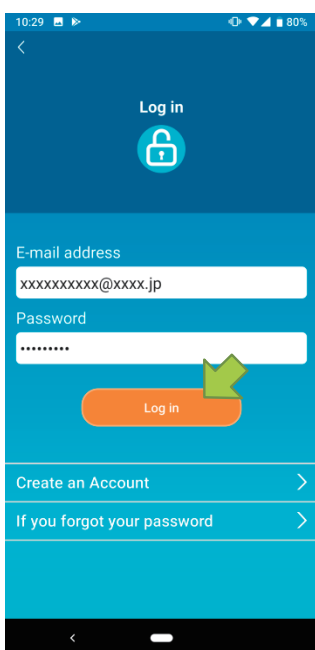 10:29 80%
Log in
E-mail address
xxxxxxxxxx@xxxx.jp
Password
•••••••••
Log in
Create an Account
If you forgot your password